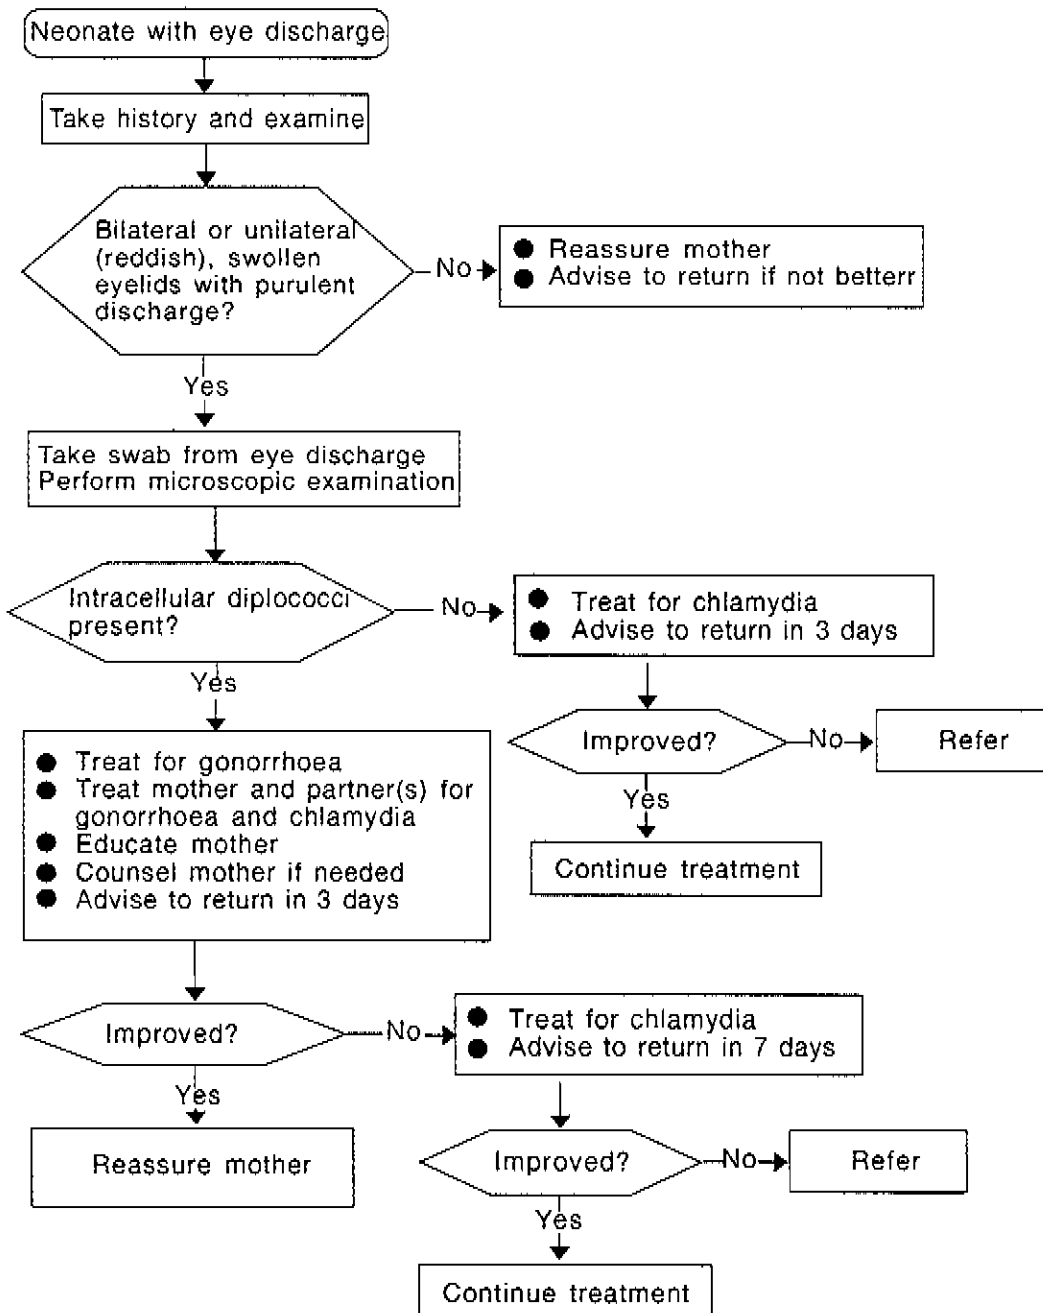 Neonate with eye discharge
Take history and examine
Bilateral or unilateral
(reddish), swollen
eyelids with purulent
discharge?
No
● Reassure mother
● Advise to return if not betterr
Yes
Take swab from eye discharge
Perform microscopic examination
Intracellular diplococci
present?
No
● Treat for chlamydia
● Advise to return in 3 days
Yes
Improved?
No
Refer
Yes
Continue treatment
● Treat for gonorrhoea
● Treat mother and partner(s) for
gonorrhoea and chlamydia
● Educate mother
● Counsel mother if needed
● Advise to return in 3 days
Improved?
No
● Treat for chlamydia
● Advise to return in 7 days
Yes
Reassure mother
Improved?
No
Refer
Yes
Continue treatment